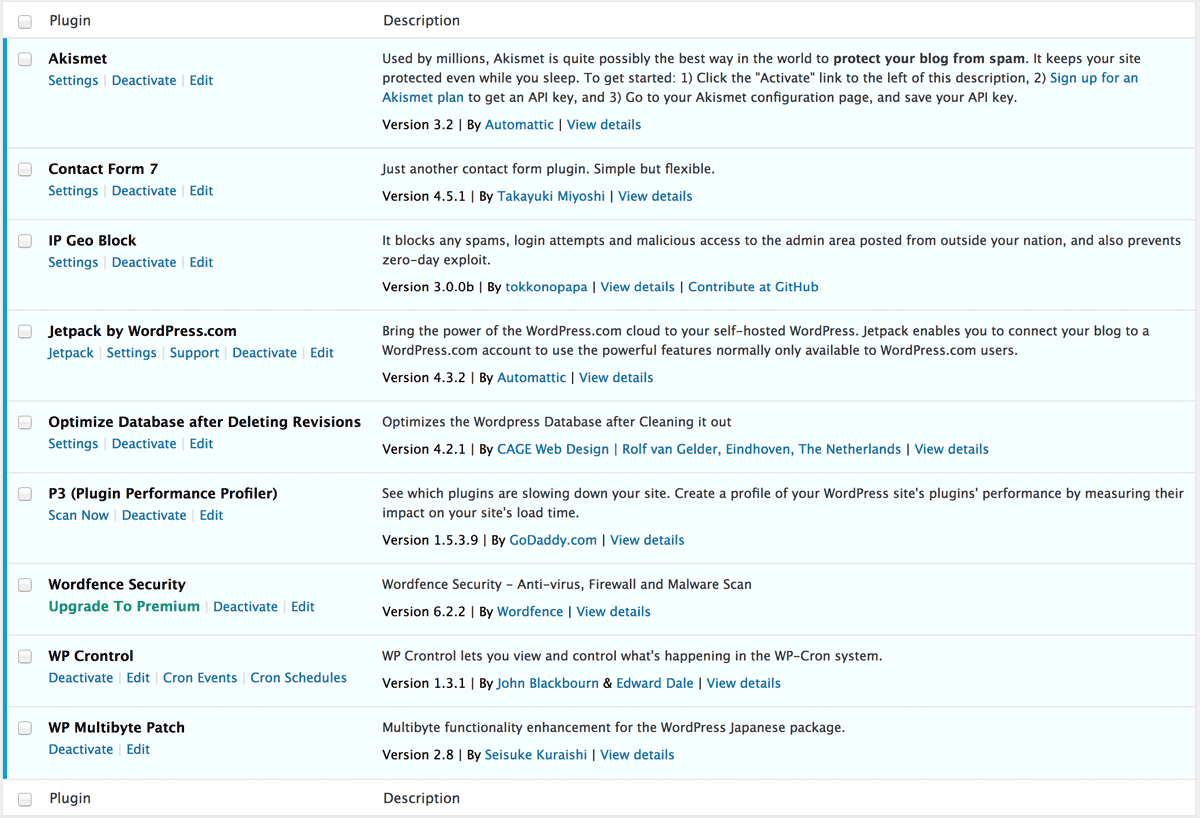 Plugin Description
Akismet
Settings | Deactivate | Edit
Used by millions, Akismet is quite possibly the best way in the world to protect your blog from spam. It keeps your site
protected even while you sleep. To get started: 1) Click the "Activate" link to the left of this description, 2) Sign up for an
Akismet plan to get an API key, and 3) Go to your Akismet configuration page, and save your API key.
Version 3.2 | By Automattic | View details
Contact Form 7
Settings | Deactivate | Edit
Just another contact form plugin. Simple but flexible.
Version 4.5.1 | By Takayuki Miyoshi | View details
IP Geo Block
Settings | Deactivate | Edit
It blocks any spams, login attempts and malicious access to the admin area posted from outside your nation, and also prevents
zero-day exploit.
Version 3.0.0b | By tokkonopapa | View details | Contribute at GitHub
Jetpack by WordPress.com
Jetpack | Settings | Support | Deactivate | Edit
Bring the power of the WordPress.com cloud to your self-hosted WordPress. Jetpack enables you to connect your blog to a
WordPress.com account to use the powerful features normally only available to WordPress.com users.
Version 4.3.2 | By Automattic | View details
Optimize Database after Deleting Revisions
Settings | Deactivate | Edit
Optimizes the Wordpress Database after Cleaning it out
Version 4.2.1 | By CAGE Web Design | Rolf van Gelder, Eindhoven, The Netherlands | View details
P3 (Plugin Performance Profiler)
Scan Now | Deactivate | Edit
See which plugins are slowing down your site. Create a profile of your WordPress site's plugins' performance by measuring their
impact on your site's load time.
Version 1.5.3.9 | By GoDaddy.com | View details
Wordfence Security
Upgrade To Premium | Deactivate | Edit
Wordfence Security – Anti-virus, Firewall and Malware Scan
Version 6.2.2 | By Wordfence | View details
WP Crontrol
Deactivate | Edit | Cron Events | Cron Schedules
WP Crontrol lets you view and control what's happening in the WP-Cron system.
Version 1.3.1 | By John Blackbourn & Edward Dale | View details
WP Multibyte Patch
Deactivate | Edit
Multibyte functionality enhancement for the WordPress Japanese package.
Version 2.8 | By Seisuke Kuraishi | View details
Plugin Description